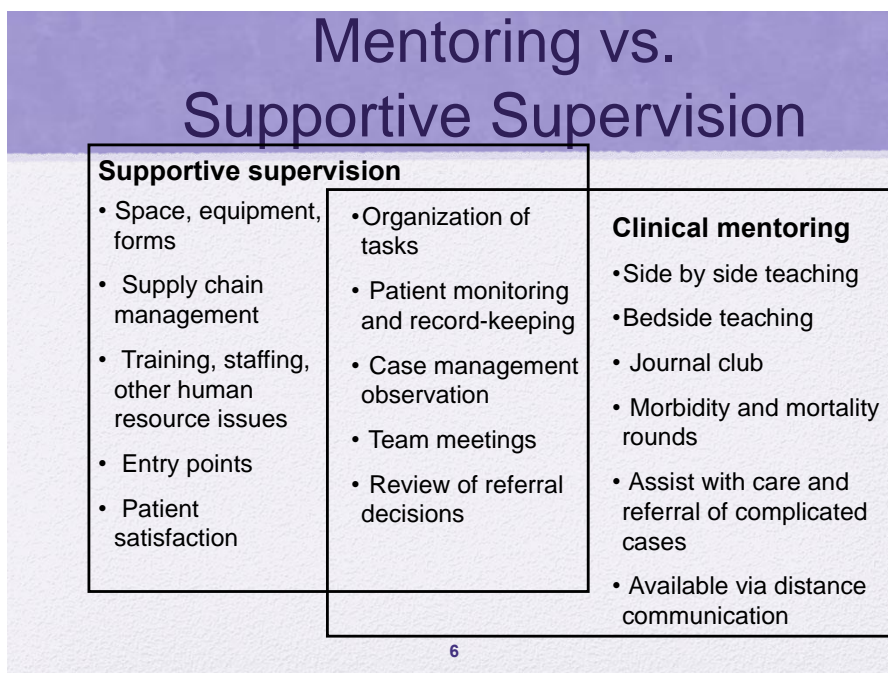 Mentoring vs.
Supportive Supervision
Supportive supervision
• Space, equipment,
forms
• Supply chain
management
• Training, staffing,
other human
resource issues
• Entry points
• Patient
satisfaction
•Organization of
tasks
• Patient monitoring
and record-keeping
• Case management
observation
• Team meetings
• Review of referral
decisions
Clinical mentoring
•Side by side teaching
•Bedside teaching
• Journal club
• Morbidity and mortality
rounds
• Assist with care and
referral of complicated
cases
• Available via distance
communication
6